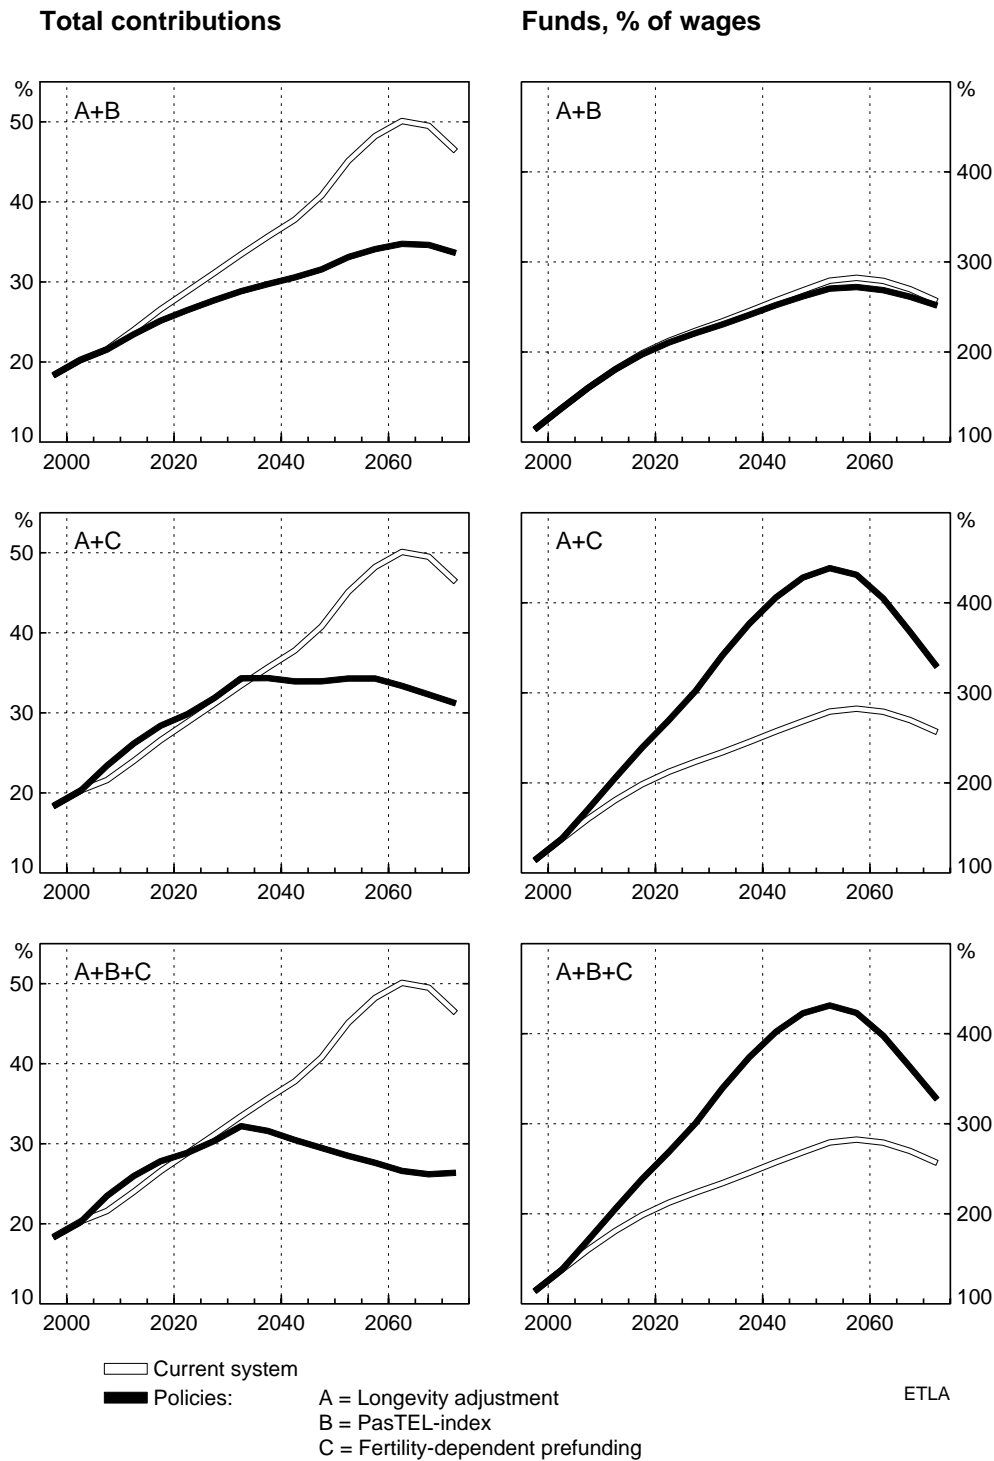 Total contributions Funds, % of wages
% %
A+B A+B
50
400
40
300
30
200
20
10 100
2000 2020 2040 2060 2000 2020 2040 2060
% %
A+C A+C
50
400
40
300
30
200
20
10 100
2000 2020 2040 2060 2000 2020 2040 2060
% %
A+B+C A+B+C
50
400
40
300
30
200
20
10 100
2000 2020 2040 2060 2000 2020 2040 2060
Current system
Policies: A = Longevity adjustment ETLA
B = PasTEL-index
C = Fertility-dependent prefunding